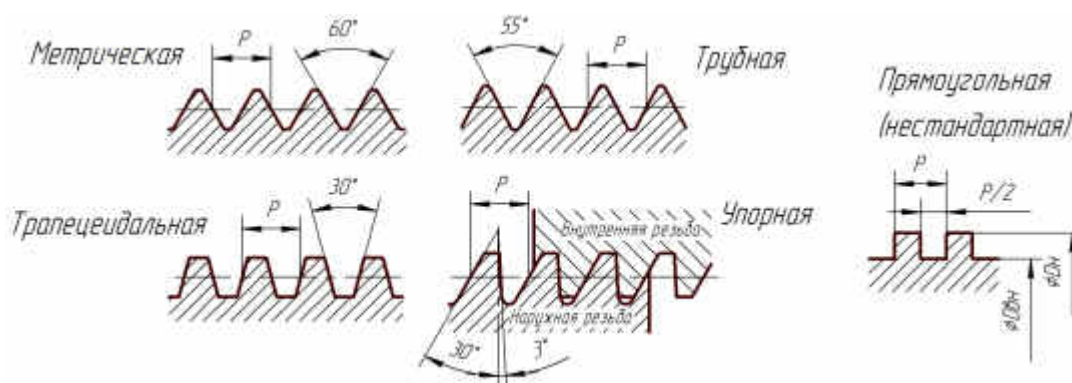 Метрическая
P
60°
55°
P
Трубная
Прямоугольная
(нестандартная)
P
P/2
⌀Dвн
⌀Dн
Трапецеидальная
P
30°
P
Внутренняя резьба
Упорная
Наружная резьба
30°
3°